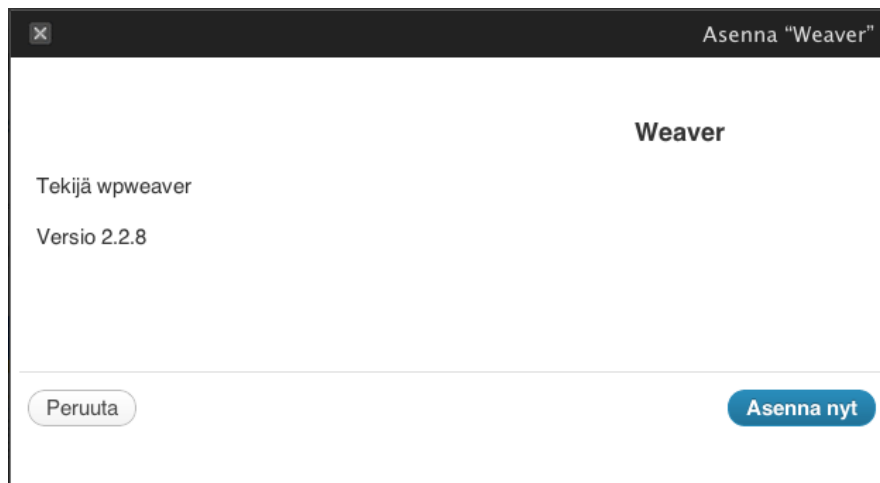 Asenna “Weaver”
Weaver
Tekijä wpweaver
Versio 2.2.8
Peruuta
Asenna nyt